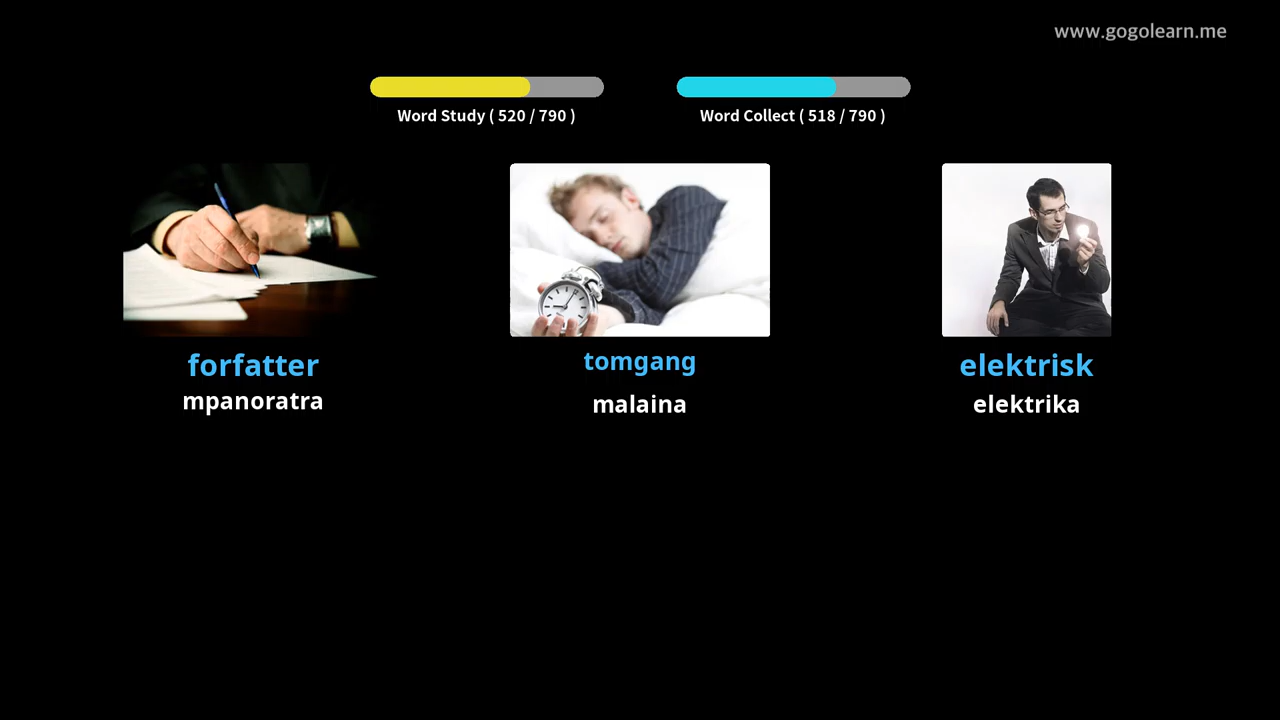 www.gogolearn.me
Word Study ( 520 / 790 )
Word Collect ( 518 / 790 )
forfatter
mpanoratra
tomgang
malaina
elektrisk
elektrika